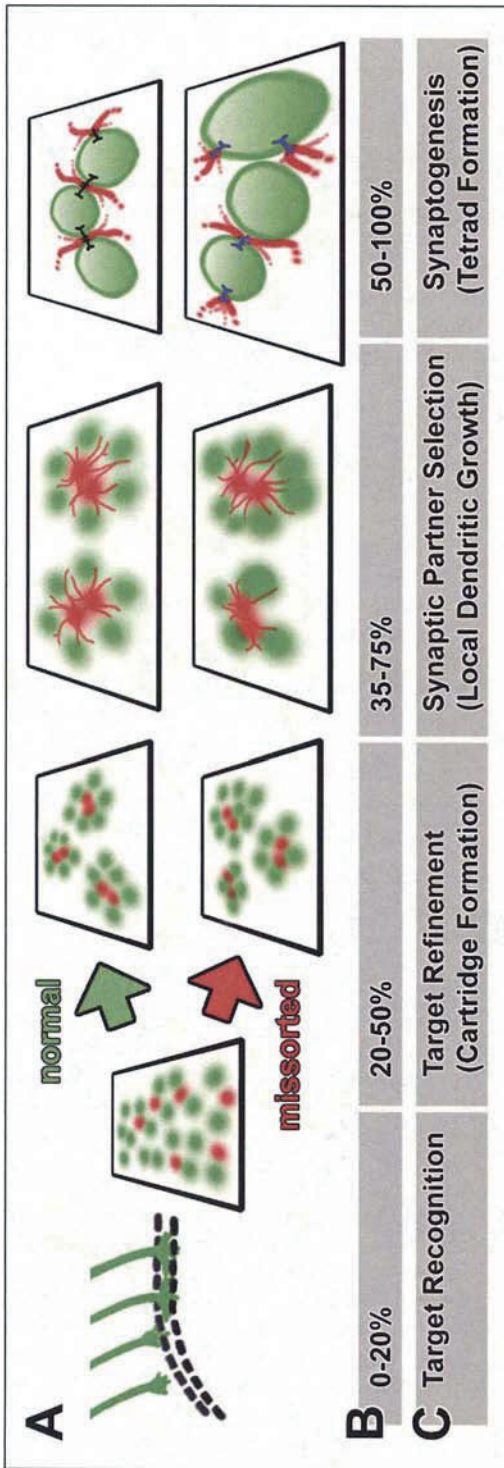 A
normal
missorted
B
0-20%
20-50%
35-75%
50-100%
C
Target Recognition
Target Refinement
(Cartridge Formation)
Synaptic Partner Selection
(Local Dendritic Growth)
Synaptogenesis
(Tetrad Formation)